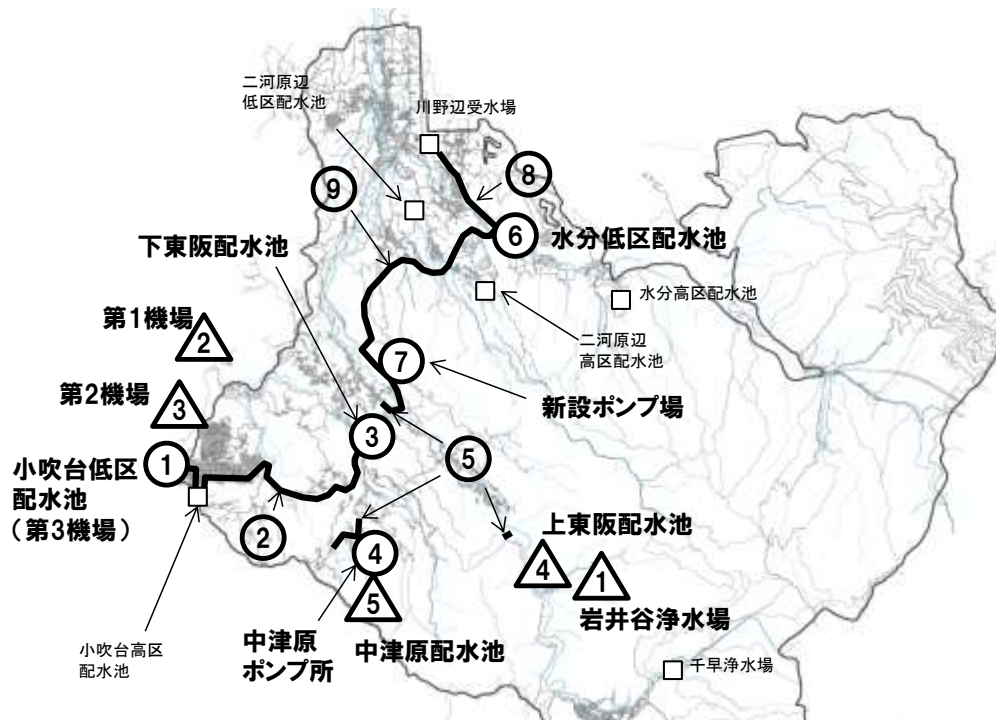 二河原辺
低区配水池
川野辺受水場
8
9
6
水分低区配水池
下東阪配水池
水分高区配水池
第1機場
2
二河原辺
高区配水池
7
第2機場
3
新設ポンプ場
3
5
1
小吹台低区
配水池
(第3機場)
2
上東阪配水池
4
4
1
5
岩井谷浄水場
中津原
ポンプ所
中津原配水池
小吹台高区
配水池
千早浄水場